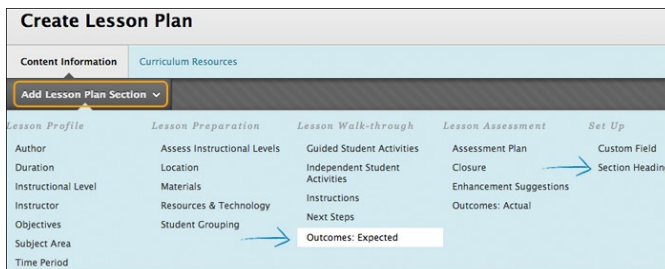 Create Lesson Plan
Content Information
Curriculum Resources
Add Lesson Plan Section
Lesson Profile
Author
Duration
Instructional Level
Instructor
Objectives
Subject Area
Time Period
Lesson Preparation
Assess Instructional Levels
Location
Materials
Resources & Technology
Student Grouping
Lesson Walk-through
Guided Student Activities
Independent Student
Activities
Instructions
Next Steps
Outcomes: Expected
Lesson Assessment
Assessment Plan
Closure
Enhancement Suggestions
Outcomes: Actual
Set Up
Custom Field
Section Headin